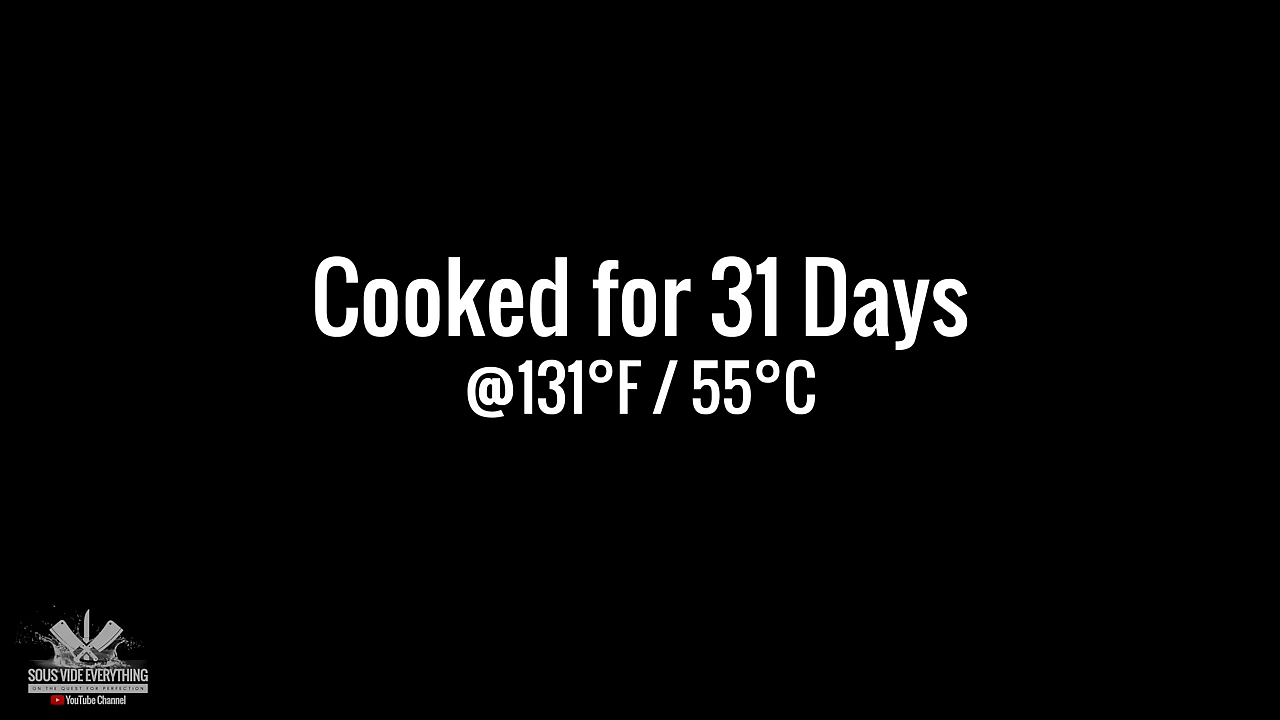 Cooked for 31 Days
@131°F / 55°C
SOUS VIDE EVERYTHING
ON THE QUEST FOR PERFECTION
YouTube Channel